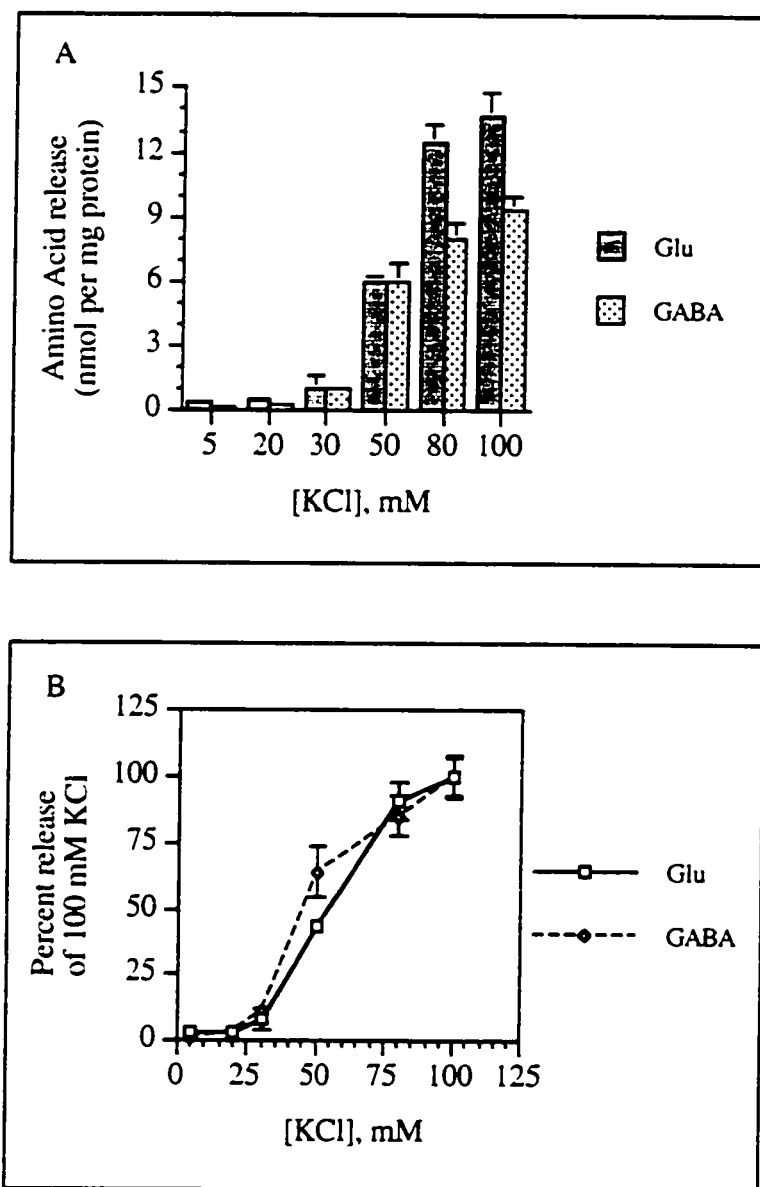 A
Amino Acid release
(nmol per mg protein)
15
12
9
6
3
0
5 20 30 50 80 100
[KCl], mM
Glu
GABA
B
Percent release
of 100 mM KCl
125
100
75
50
25
0
0 25 50 75 100 125
[KCl], mM
Glu
GABA